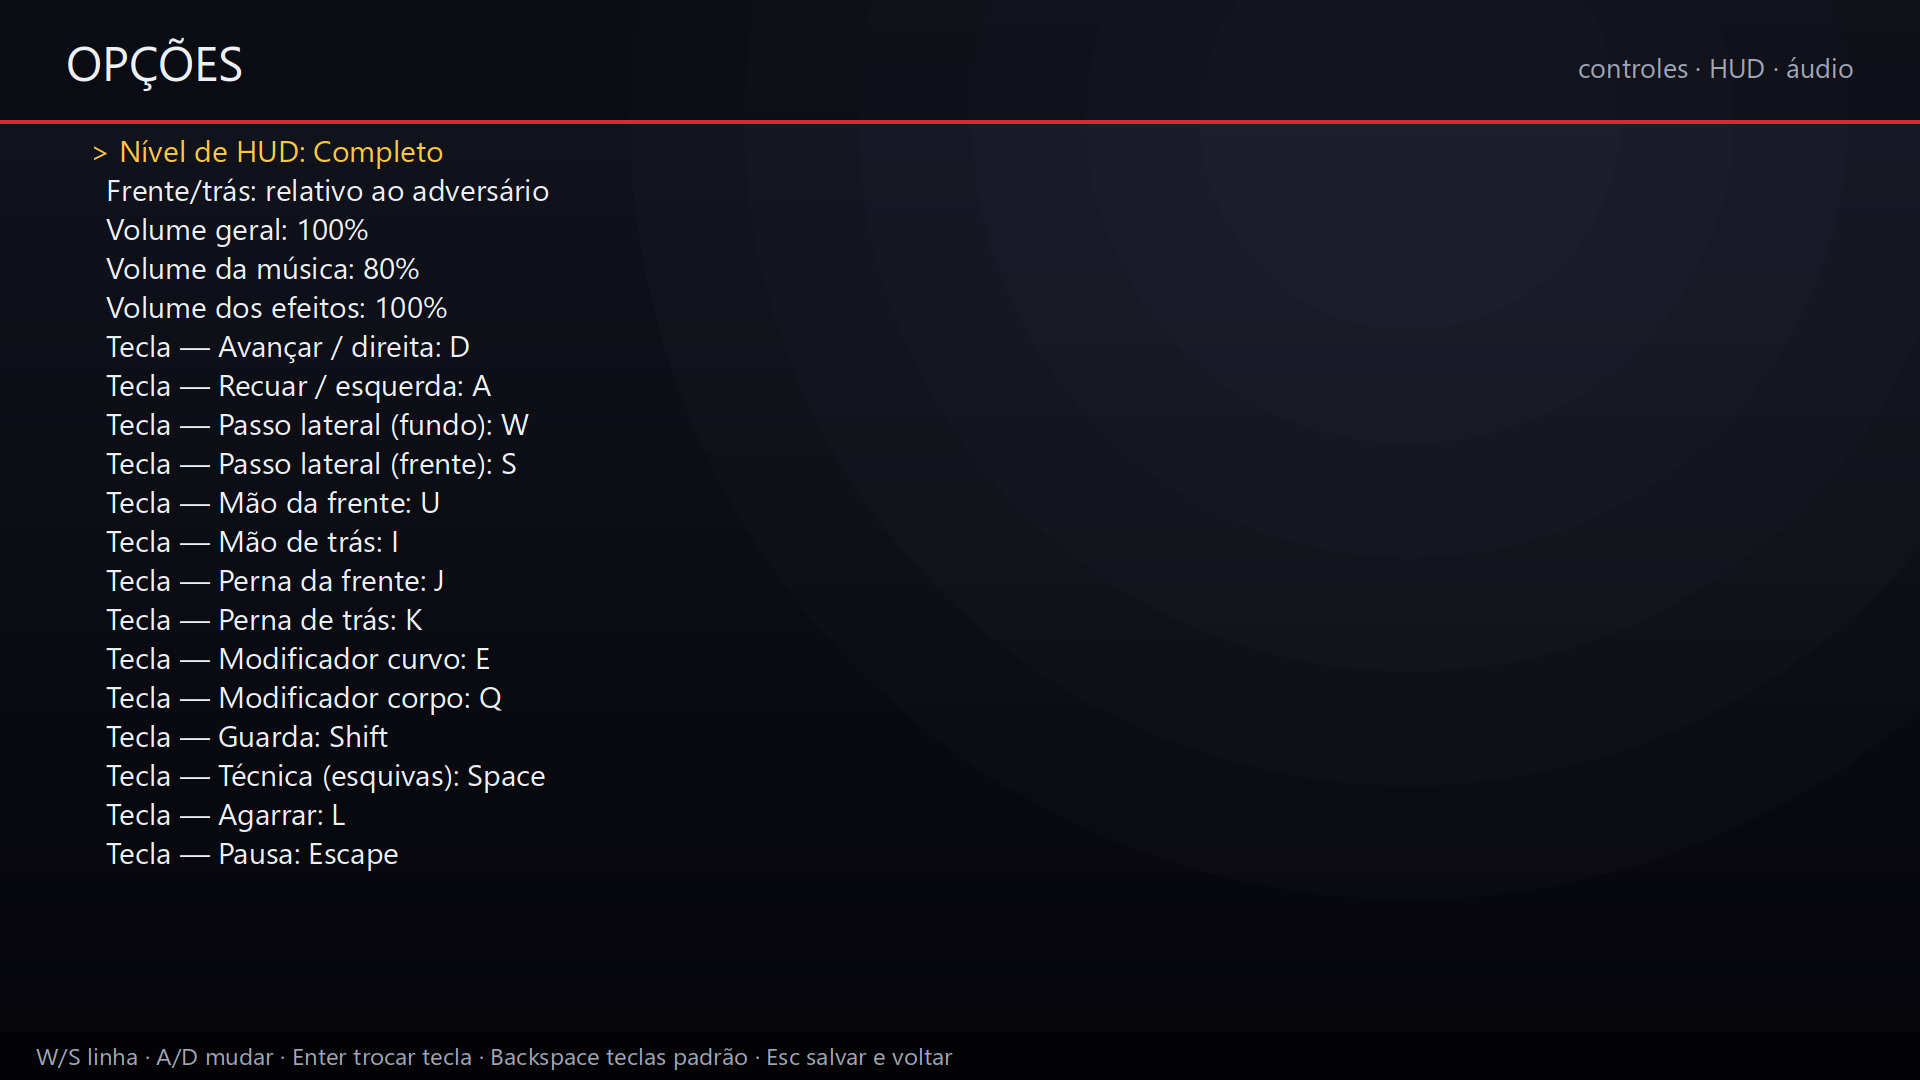 OPÇÕES
controles · HUD · áudio
> Nível de HUD: Completo
Frente/trás: relativo ao adversário
Volume geral: 100%
Volume da música: 80%
Volume dos efeitos: 100%
Tecla — Avançar / direita: D
Tecla — Recuar / esquerda: A
Tecla — Passo lateral (fundo): W
Tecla — Passo lateral (frente): S
Tecla — Mão da frente: U
Tecla — Mão de trás: I
Tecla — Perna da frente: J
Tecla — Perna de trás: K
Tecla — Modificador curvo: E
Tecla — Modificador corpo: Q
Tecla — Guarda: Shift
Tecla — Técnica (esquivas): Space
Tecla — Agarrar: L
Tecla — Pausa: Escape
W/S linha · A/D mudar · Enter trocar tecla · Backspace teclas padrão · Esc salvar e voltar